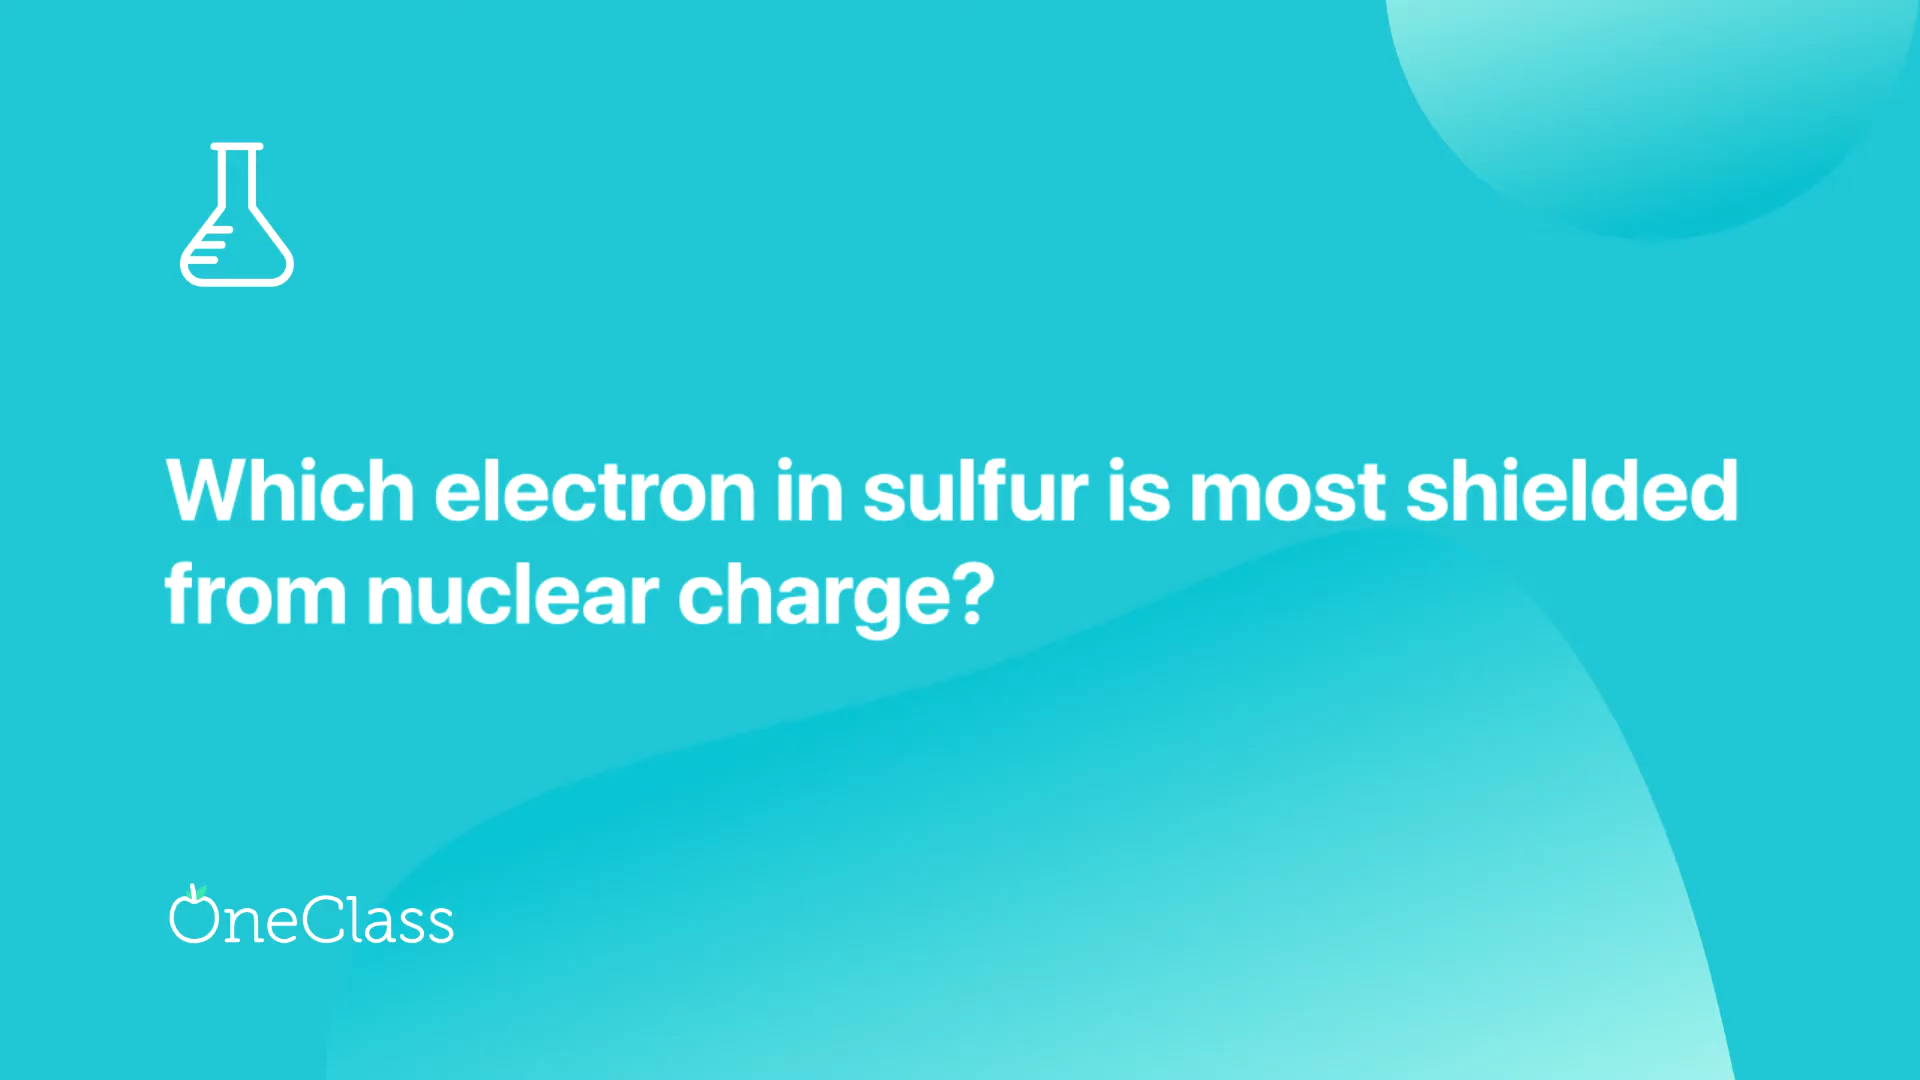 Which electron in sulfur is most shielded
from nuclear charge?
OneClass